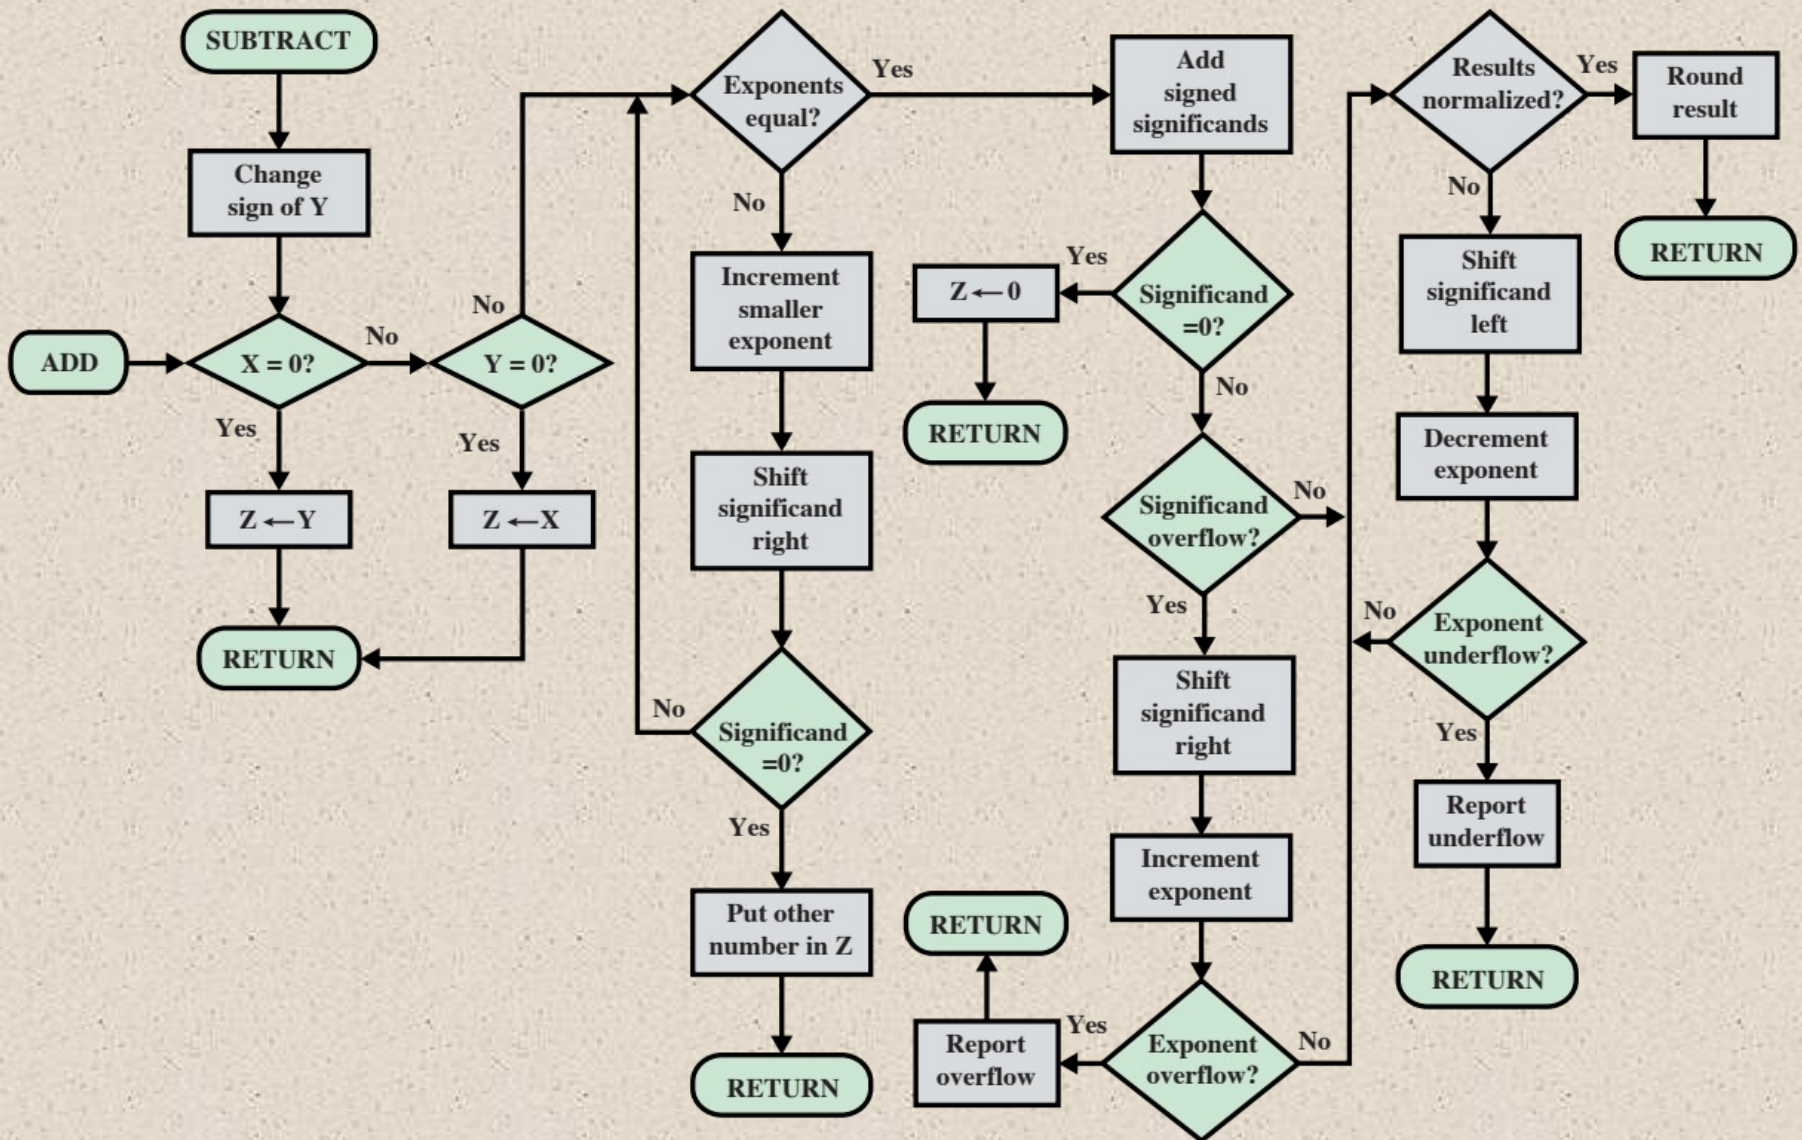 SUBTRACT
Change
sign of Y
ADD
X = 0?
No
Yes
Z ← Y
RETURN
Y = 0?
No
Yes
Z ← X
Exponents
equal?
Yes
No
Increment
smaller
exponent
Shift
significand
right
Significand
=0?
No
Yes
Put other
number in Z
RETURN
Add
signed
significands
Significand
=0?
Yes
Z ← 0
RETURN
No
Significand
overflow?
No
Yes
Shift
significand
right
Increment
exponent
Exponent
overflow?
Yes
Report
overflow
RETURN
No
Results
normalized?
Yes
Round
result
RETURN
No
Shift
significand
left
Decrement
exponent
Exponent
underflow?
No
Yes
Report
underflow
RETURN